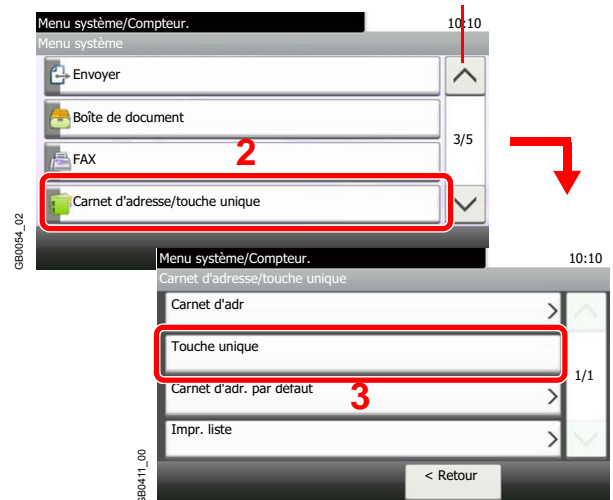 Menu système/Compteur. 10:10
Menu système
Envoyer
Boîte de document
3/5
FAX
2
Carnet d'adresse/touche unique
GB0054_02
Menu système/Compteur. 10:10
Carnet d'adresse/touche unique
Carnet d'adr
Touche unique
1/1
Carnet d'adr. par défaut
3
Impr. liste
< Retour
GB0411_00